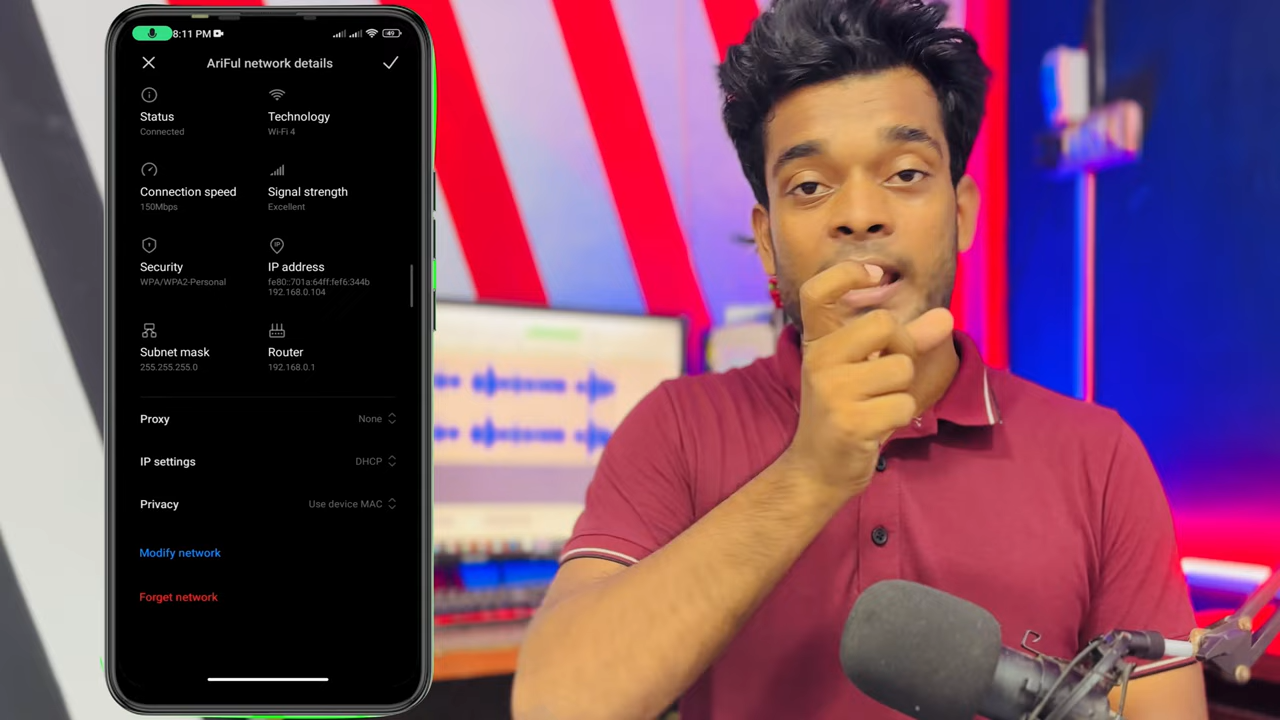 8:11 PM
49
AriFul network details
Status
Connected
Technology
Wi-Fi 4
Connection speed
150Mbps
Signal strength
Excellent
Security
WPA/WPA2-Personal
IP address
fe80::701a:64ff:fef6:344b
192.168.0.104
Subnet mask
255.255.255.0
Router
192.168.0.1
Proxy
None
IP settings
DHCP
Privacy
Use device MAC
Modify network
Forget network